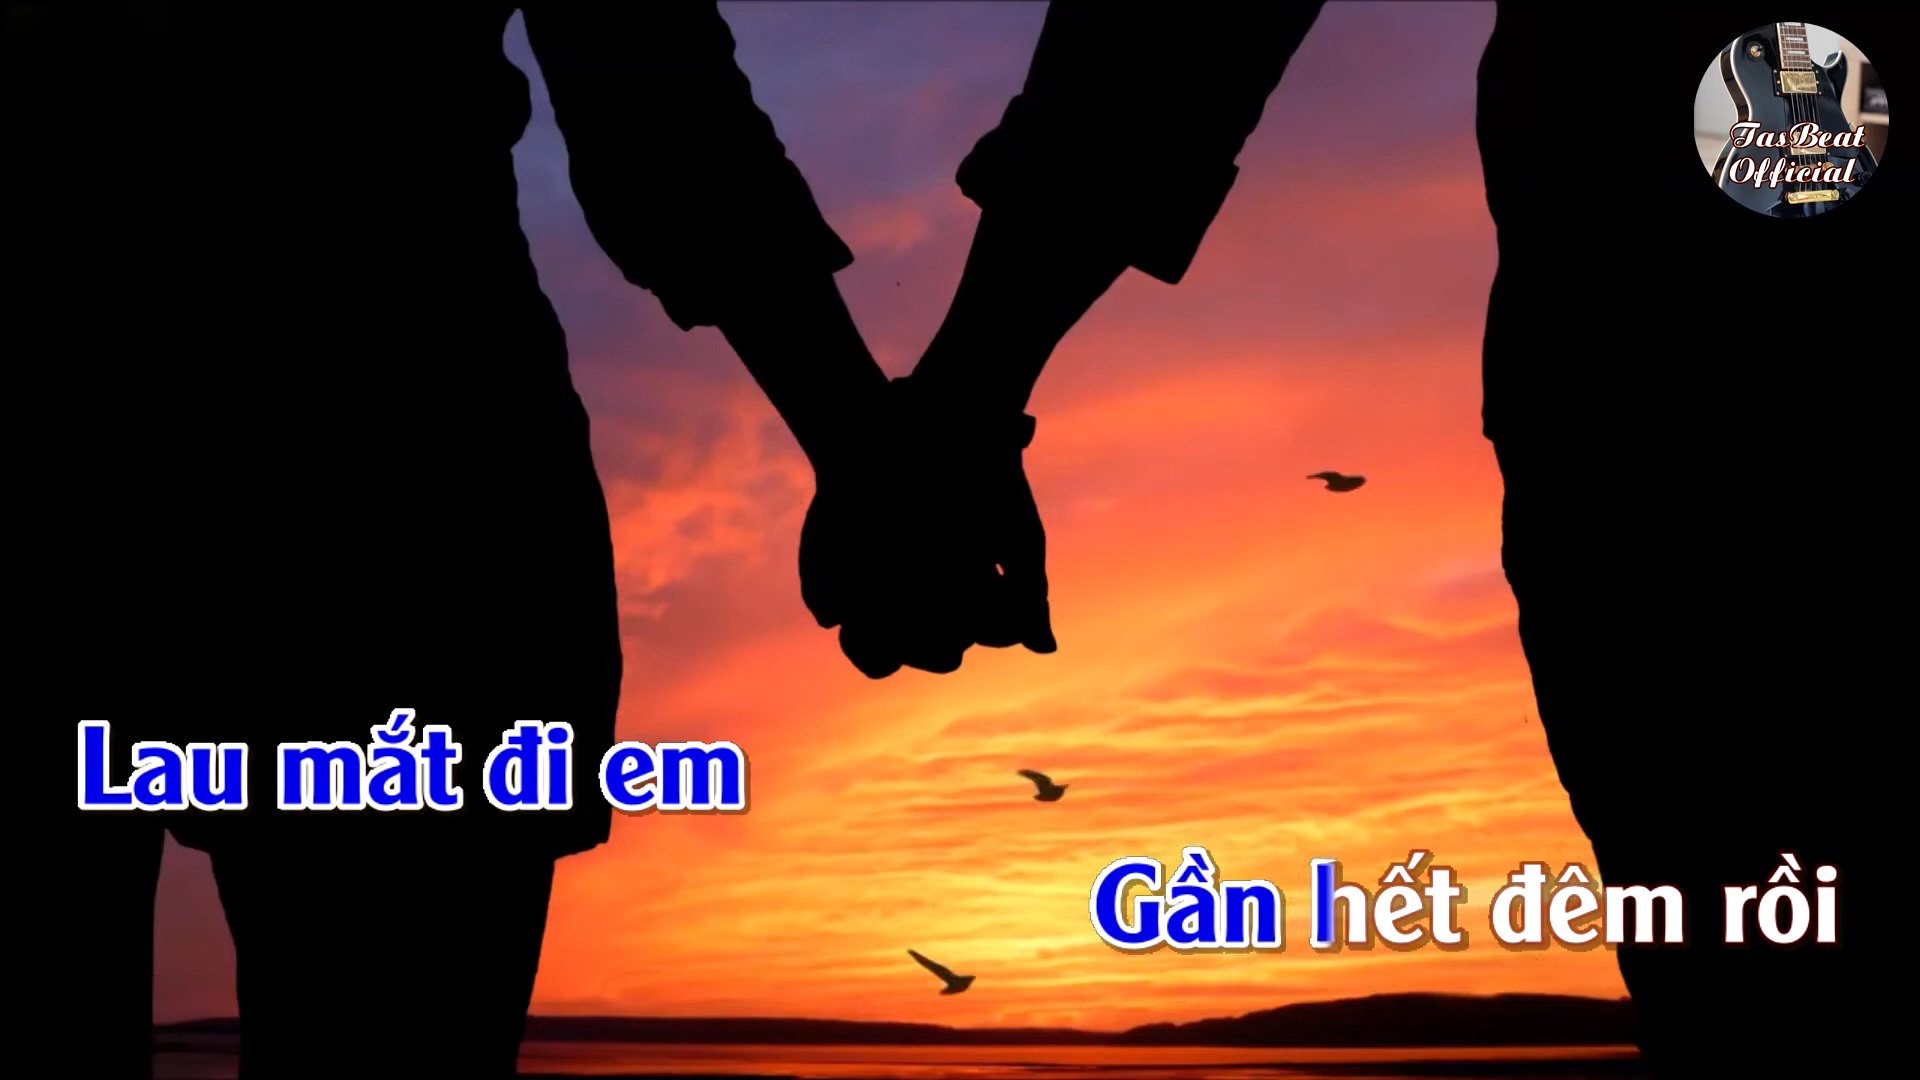 TasBeat
Official
Lau mắt đi em
Gần hết đêm rồi